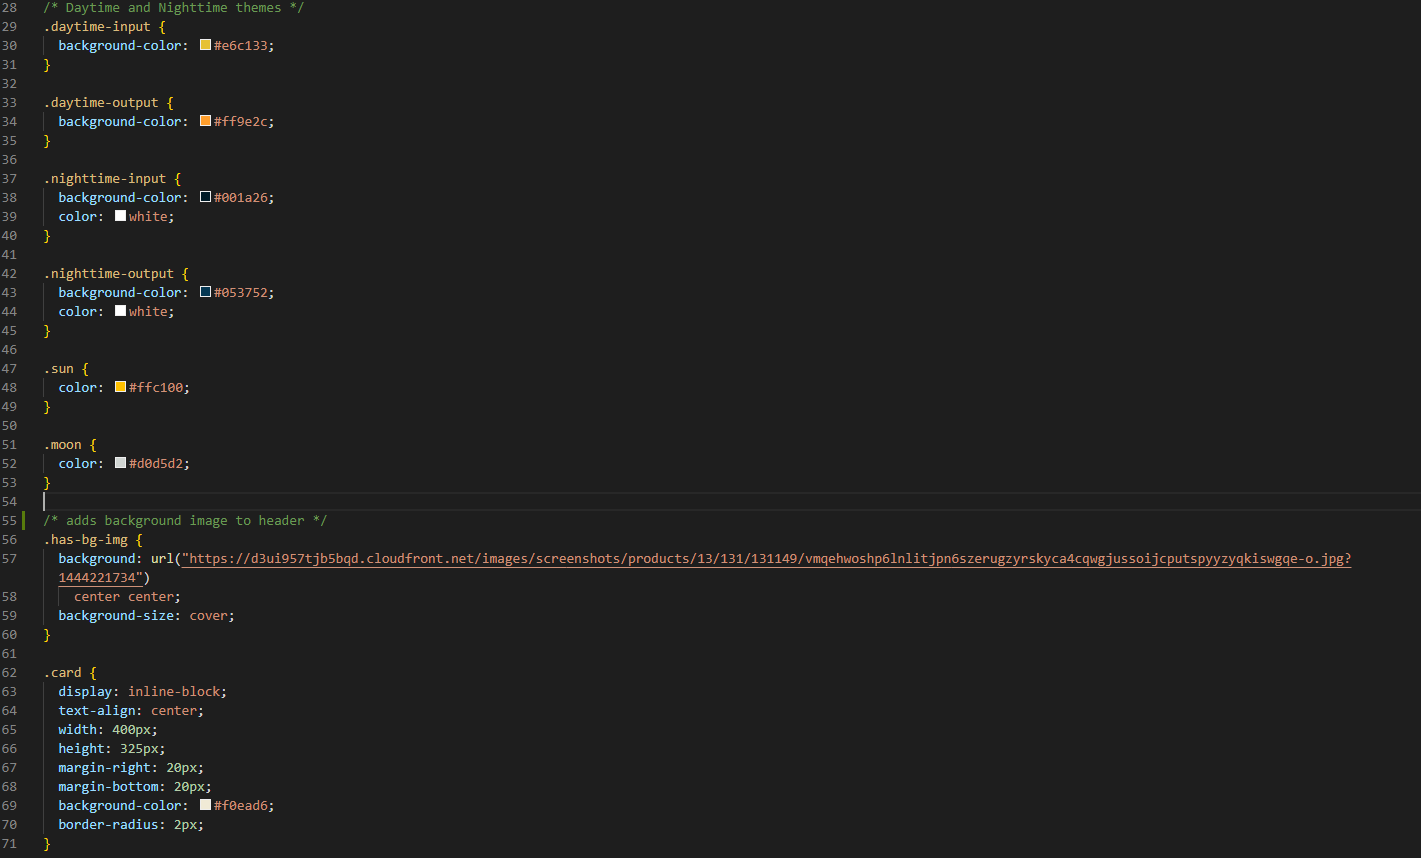 28 /* Daytime and Nighttime themes */
29 .daytime-input {
30   background-color: #e6c133;
31 }
32
33 .daytime-output {
34   background-color: #ff9e2c;
35 }
36
37 .nighttime-input {
38   background-color: #001a26;
39   color: white;
40 }
41
42 .nighttime-output {
43   background-color: #053752;
44   color: white;
45 }
46
47 .sun {
48   color: #ffc100;
49 }
50
51 .moon {
52   color: #d0d5d2;
53 }
54
55 /* adds background image to header */
56 .has-bg-img {
57   background: url("https://d3ui957tjb5bqd.cloudfront.net/images/screenshots/products/13/131/131149/vmqehwoshp6lnlitjpn6szerugzyrskyca4cqwgjussoijcputspyyzyqkiswgqe-o.jpg?
1444221734")
58     center center;
59   background-size: cover;
60 }
61
62 .card {
63   display: inline-block;
64   text-align: center;
65   width: 400px;
66   height: 325px;
67   margin-right: 20px;
68   margin-bottom: 20px;
69   background-color: #f0ead6;
70   border-radius: 2px;
71 }